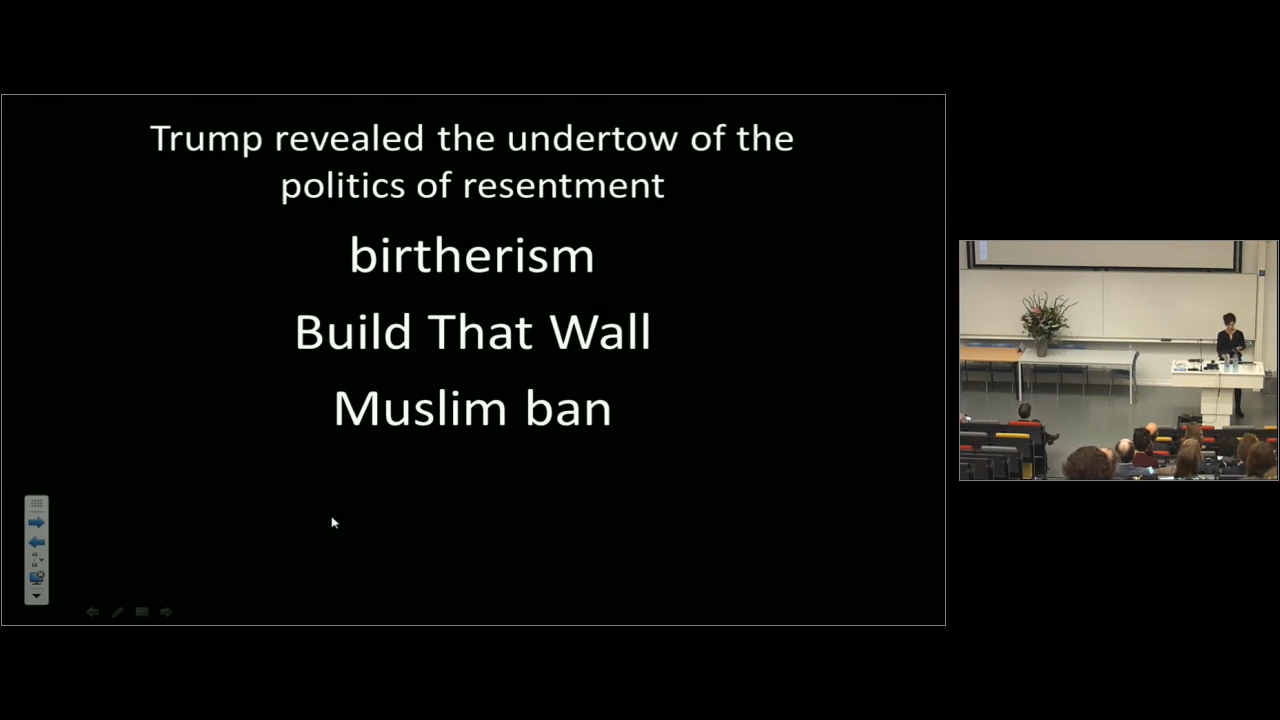 Trump revealed the undertow of the
politics of resentment
birtherism
Build That Wall
Muslim ban